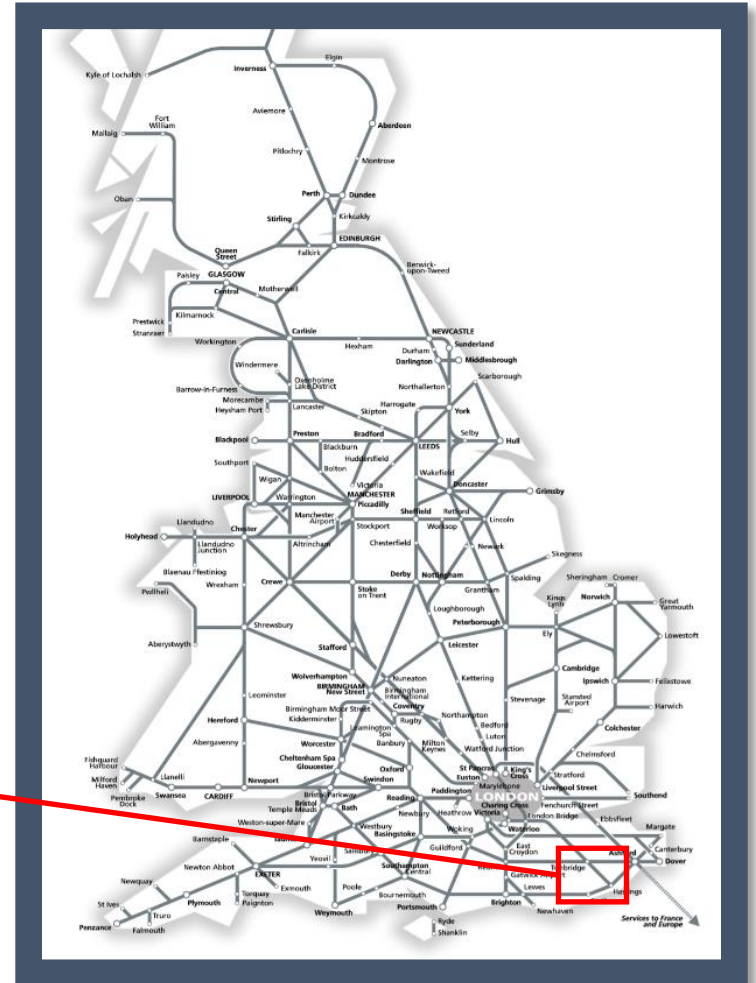 Elgin
Inverness
Kyle of Lochalsh
Aviemore
Fort
William
Mallaig
Aberdeen
Pitlochry
Montrose
Perth
Dundee
Oban
Stirling
Kirkcaldy
EDINBURGH
Queen
Street
Falkirk
Berwick-
upon-Tweed
Paisley
GLASGOW
Central
Motherwell
Prestwick
Kilmarnock
Stranraer
Carlisle
NEWCASTLE
Workington
Hexham
Sunderland
Durham
Darlington
Middlesbrough
Windermere
Scarborough
Oxenholme
Lake District
Barrow-in-Furness
Northallerton
Morecambe
Heysham Port
Lancaster
Harrogate
Skipton
York
Blackpool
Preston
Bradford
Selby
Blackburn
LEEDS
Hull
Southport
Huddersfield
Bolton
Wakefield
Wigan
Victoria
Doncaster
MANCHESTER
LIVERPOOL
Warrington
Piccadilly
Grimsby
Llandudno
Manchester
Airport
Sheffield
Retford
Lincoln
Holyhead
Chester
Stockport
Worksop
Llandudno
Junction
Altrincham
Chesterfield
Newark
Skegness
Blaenau Ffestiniog
Crewe
Derby
Nottingham
Spalding
Sheringham
Cromer
Pwllheli
Wrexham
Stoke
on Trent
Grantham
Kings
Lynn
Norwich
Great
Yarmouth
Loughborough
Shrewsbury
Peterborough
Ely
Lowestoft
Aberystwyth
Stafford
Leicester
Cambridge
Wolverhampton
Nuneaton
Kettering
Ipswich
Felixstowe
BIRMINGHAM
New Street
Birmingham
International
Stansted
Airport
Leominster
Coventry
Stevenage
Harwich
Birmingham Moor Street
Kidderminster
Rugby
Northampton
Hereford
Leamington
Spa
Bedford
Colchester
Abergavenny
Worcester
Banbury
Milton
Keynes
Luton
Watford Junction
Chelmsford
Cheltenham Spa
Fishguard
Harbour
Gloucester
Oxford
St Pancras
King's
Cross
Stratford
Milford
Haven
Llanelli
Swindon
Euston
Liverpool Street
Pembroke
Dock
Swansea
CARDIFF
Newport
Bristol Parkway
Reading
Paddington
Marylebone
LONDON
Southend
Bristol
Temple Meads
Bath
Newbury
Heathrow
Victoria
Charing Cross
Fenchurch Street
London Bridge
Ebbsfleet
Weston-super-Mare
Westbury
Waterloo
Margate
Barnstaple
Basingstoke
Woking
East
Croydon
Canterbury
Guildford
Ashford
Newton Abbot
Yeovil
Tonbridge
Dover
EXETER
Southampton
Central
Gatwick Airport
Newquay
Exmouth
Poole
Lewes
Hastings
St Ives
Plymouth
Torquay
Paignton
Bournemouth
Brighton
Truro
Weymouth
Portsmouth
Newhaven
Penzance
Falmouth
Ryde
Shanklin
Services to France
and Europe